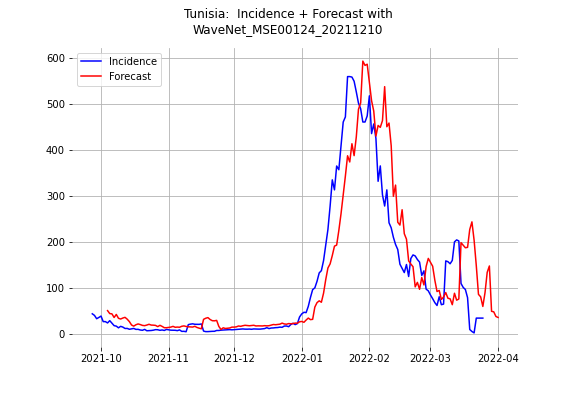 Tunisia:  Incidence + Forecast with
WaveNet_MSE00124_20211210
Incidence
Forecast
600
500
400
300
200
100
0
2021-10 2021-11 2021-12 2022-01 2022-02 2022-03 2022-04